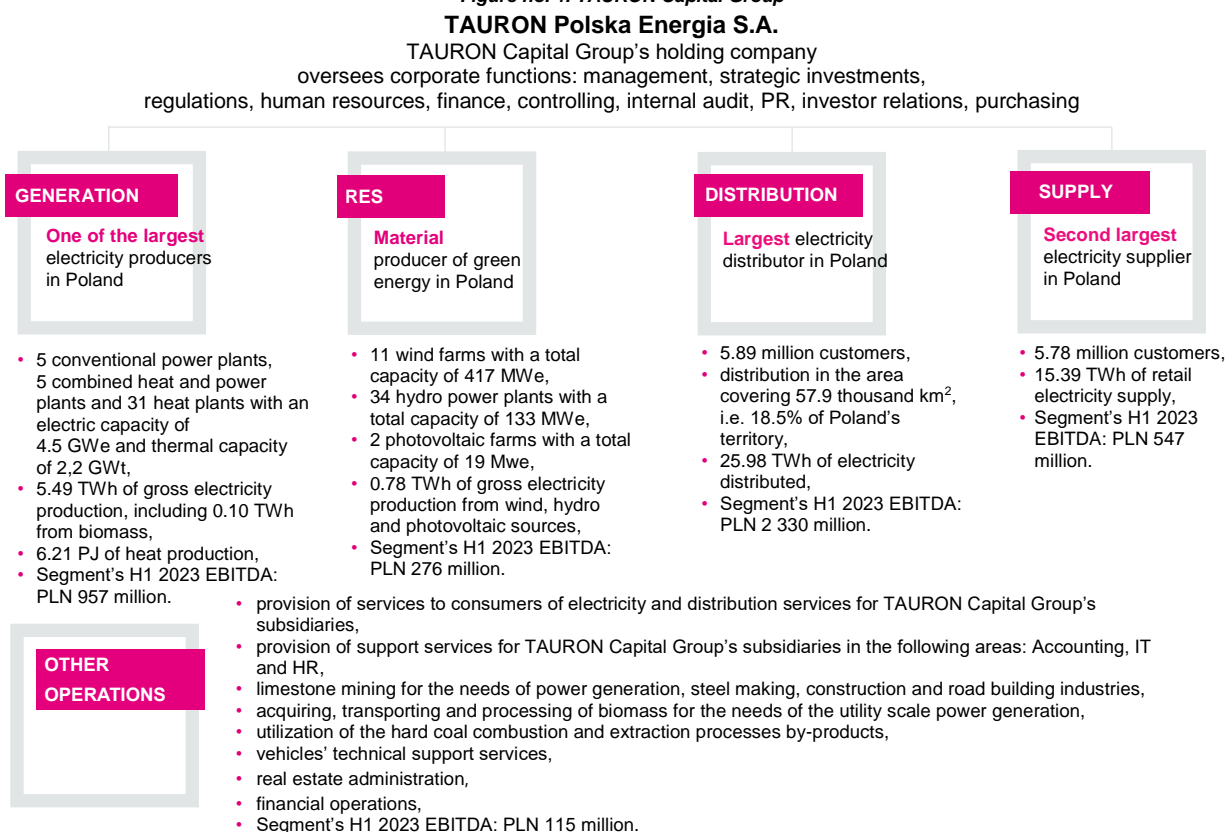 Figure no. 1. TAURON Capital Group
TAURON Polska Energia S.A.
TAURON Capital Group's holding company
oversees corporate functions: management, strategic investments,
regulations, human resources, finance, controlling, internal audit, PR, investor relations, purchasing
GENERATION
One of the largest
electricity producers
in Poland
• 5 conventional power plants,
5 combined heat and power
plants and 31 heat plants with an
electric capacity of
4.5 GWe and thermal capacity
of 2,2 GWt,
• 5.49 TWh of gross electricity
production, including 0.10 TWh
from biomass,
• 6.21 PJ of heat production,
• Segment's H1 2023 EBITDA:
PLN 957 million.
RES
Material
producer of green
energy in Poland
• 11 wind farms with a total
capacity of 417 MWe,
• 34 hydro power plants with a
total capacity of 133 MWe,
• 2 photovoltaic farms with a total
capacity of 19 Mwe,
• 0.78 TWh of gross electricity
production from wind, hydro
and photovoltaic sources,
• Segment's H1 2023 EBITDA:
PLN 276 million.
DISTRIBUTION
Largest electricity
distributor in Poland
• 5.89 million customers,
• distribution in the area
covering 57.9 thousand km²,
i.e. 18.5% of Poland's
territory,
• 25.98 TWh of electricity
distributed,
• Segment's H1 2023 EBITDA:
PLN 2 330 million.
SUPPLY
Second largest
electricity supplier
in Poland
• 5.78 million customers,
• 15.39 TWh of retail
electricity supply,
• Segment's H1 2023
EBITDA: PLN 547
million.
OTHER
OPERATIONS
• provision of services to consumers of electricity and distribution services for TAURON Capital Group's
subsidiaries,
• provision of support services for TAURON Capital Group's subsidiaries in the following areas: Accounting, IT
and HR,
• limestone mining for the needs of power generation, steel making, construction and road building industries,
• acquiring, transporting and processing of biomass for the needs of the utility scale power generation,
• utilization of the hard coal combustion and extraction processes by-products,
• vehicles' technical support services,
• real estate administration,
• financial operations,
• Segment's H1 2023 EBITDA: PLN 115 million.